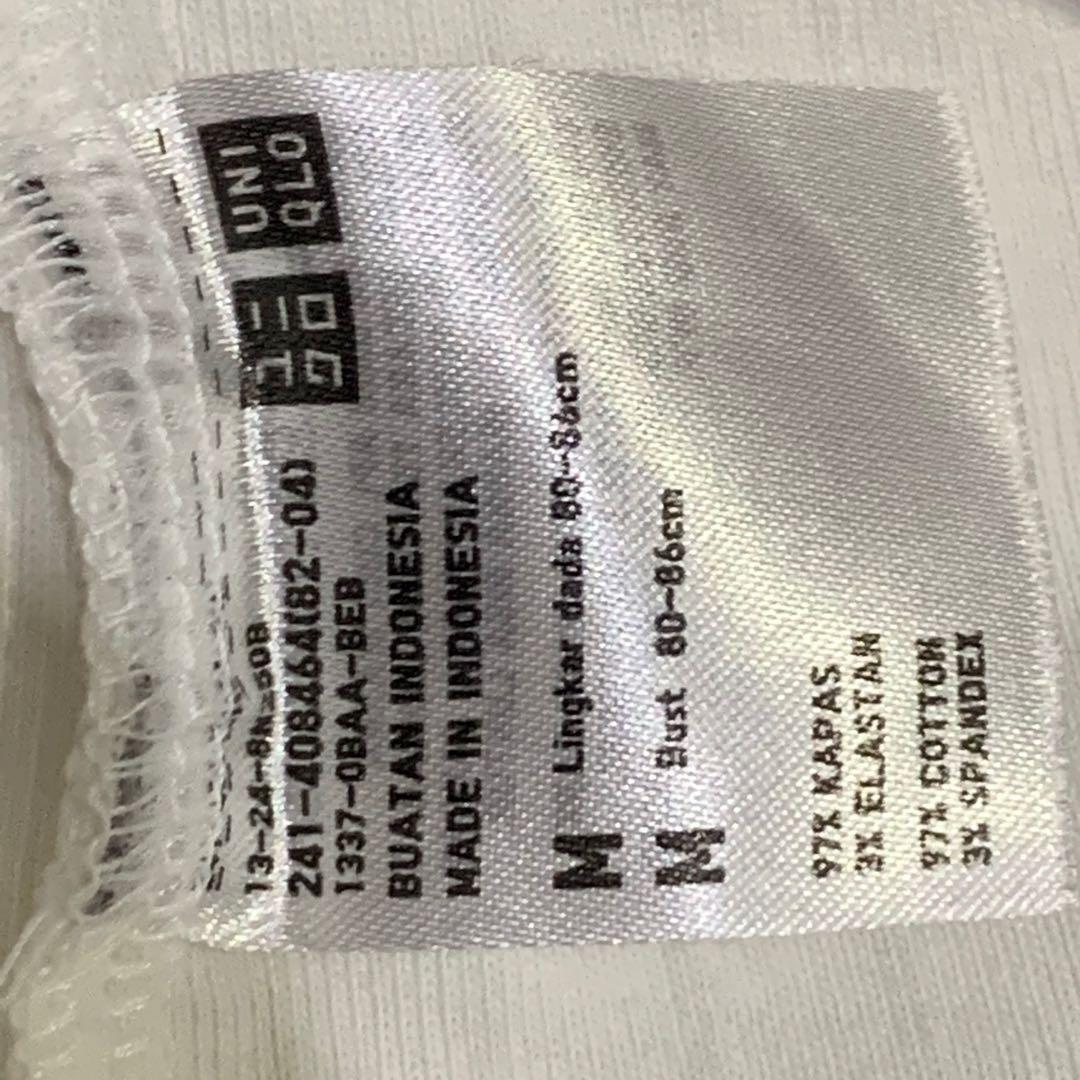 UNI
QLO
ユニ
クロ
241-408464(82-04)
1337-0BAA-BEB
BUATAN INDONESIA
MADE IN INDONESIA
M Lingkar dada 80-86cm
M Bust 80-86cm
97% KAPAS
3% ELASTAN
97% COTTON
3% SPANDEX